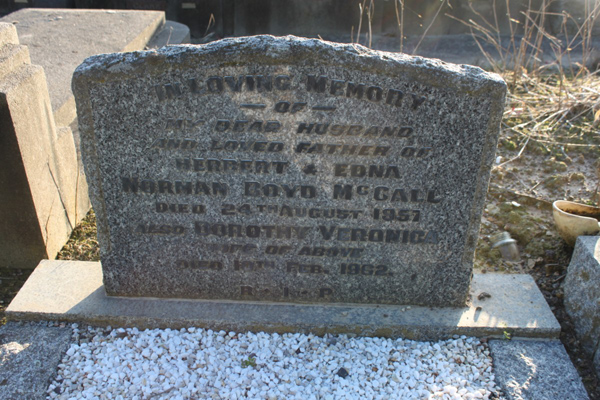 IN LOVING MEMORY
— OF —
MY DEAR HUSBAND,
AND LOVED FATHER OF
HERBERT & EDNA
NORMAN BOYD MCCALL
DIED 24TH AUGUST 1957
ALSO DOROTHY VERONICA
WIFE OF ABOVE
DIED FEB. 1962.
R. I. P.